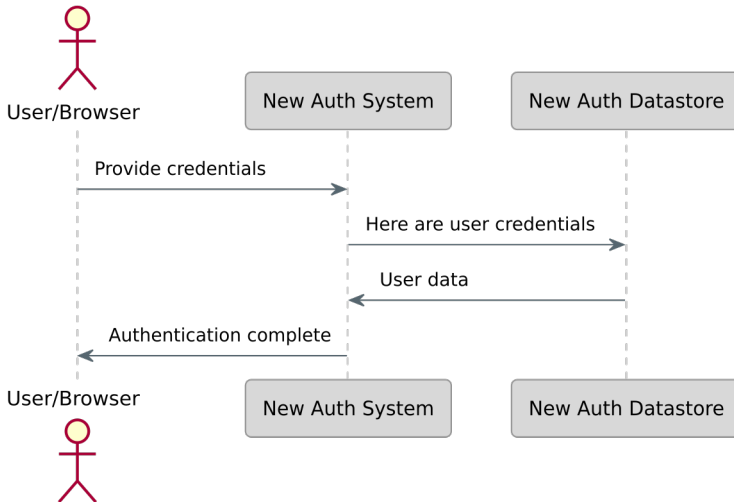 User/Browser
New Auth System
New Auth Datastore
Provide credentials
Here are user credentials
User data
Authentication complete
User/Browser
New Auth System
New Auth Datastore